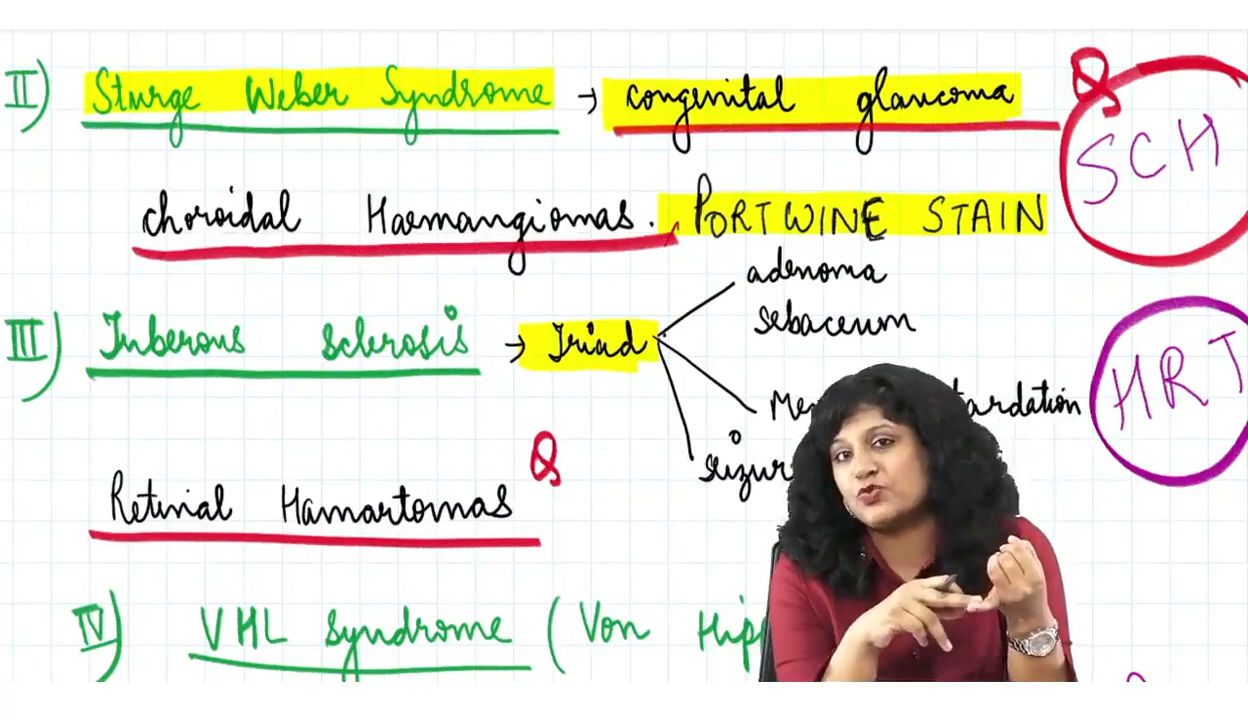 II) Sturge Weber Syndrome → congenital glaucoma
Q
SCH
choroidal Haemangiomas. PORTWINE STAIN
III) Tuberous Sclerosis → Triad
adenoma
sebaceum
HRT
Retinal Hamartomas Q
IV) VHL Syndrome (Von